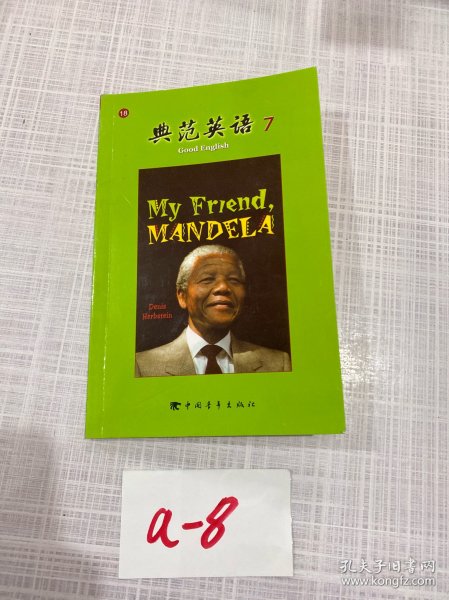 18
典范英语 7
Good English
My Friend,
MANDELA
Denis
Herbstein
中国青年出版社
a-8
孔夫子旧书网
www.kongfz.com